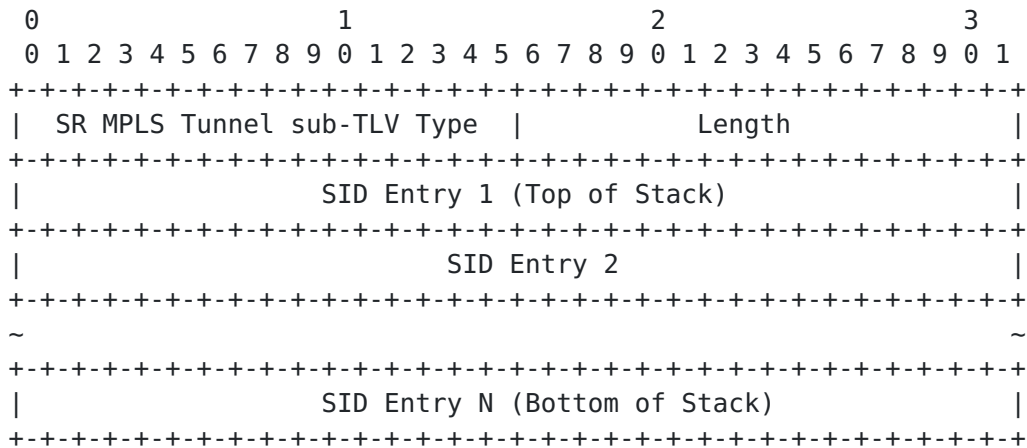 0                   1                   2                   3
0 1 2 3 4 5 6 7 8 9 0 1 2 3 4 5 6 7 8 9 0 1 2 3 4 5 6 7 8 9 0 1
+-+-+-+-+-+-+-+-+-+-+-+-+-+-+-+-+-+-+-+-+-+-+-+-+-+-+-+-+-+-+-+-+
|  SR MPLS Tunnel sub-TLV Type  |           Length              |
+-+-+-+-+-+-+-+-+-+-+-+-+-+-+-+-+-+-+-+-+-+-+-+-+-+-+-+-+-+-+-+-+
|                   SID Entry 1 (Top of Stack)                  |
+-+-+-+-+-+-+-+-+-+-+-+-+-+-+-+-+-+-+-+-+-+-+-+-+-+-+-+-+-+-+-+-+
|                           SID Entry 2                         |
+-+-+-+-+-+-+-+-+-+-+-+-+-+-+-+-+-+-+-+-+-+-+-+-+-+-+-+-+-+-+-+-+
~                                                               ~
+-+-+-+-+-+-+-+-+-+-+-+-+-+-+-+-+-+-+-+-+-+-+-+-+-+-+-+-+-+-+-+-+
|                   SID Entry N (Bottom of Stack)               |
+-+-+-+-+-+-+-+-+-+-+-+-+-+-+-+-+-+-+-+-+-+-+-+-+-+-+-+-+-+-+-+-+